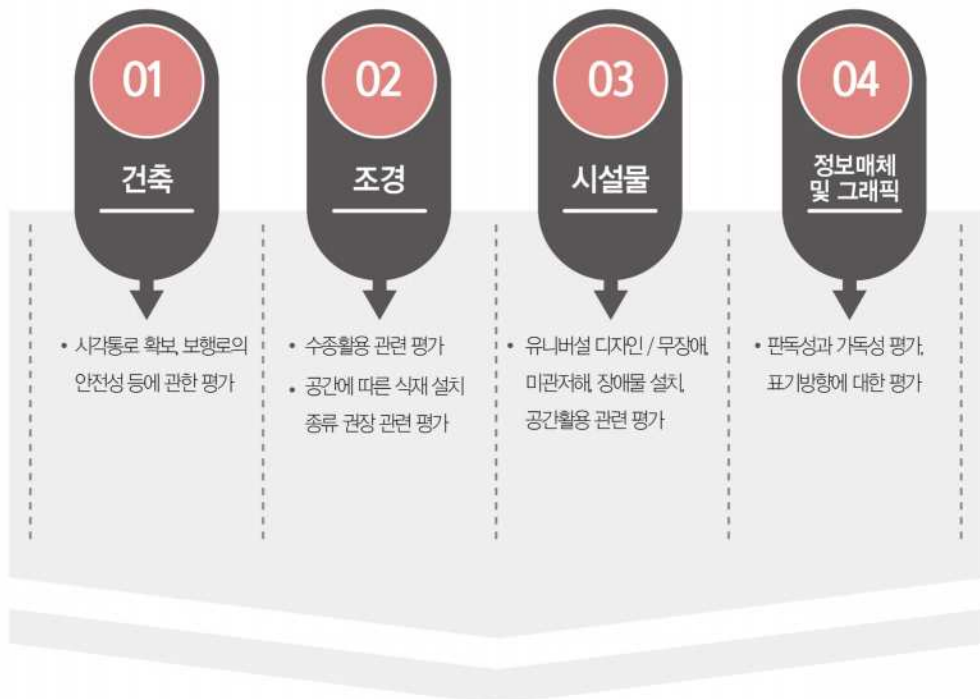 01
건축
• 시각통로 확보, 보행로의
안전성 등에 관한 평가
02
조경
• 수종활용 관련 평가
• 공간에 따른 식재 설치
종류 권장 관련 평가
03
시설물
• 유니버설 디자인 / 무장애,
미관저해, 장애물 설치,
공간활용 관련 평가
04
정보매체
및 그래픽
• 판독성과 가독성 평가,
표기방향에 대한 평가